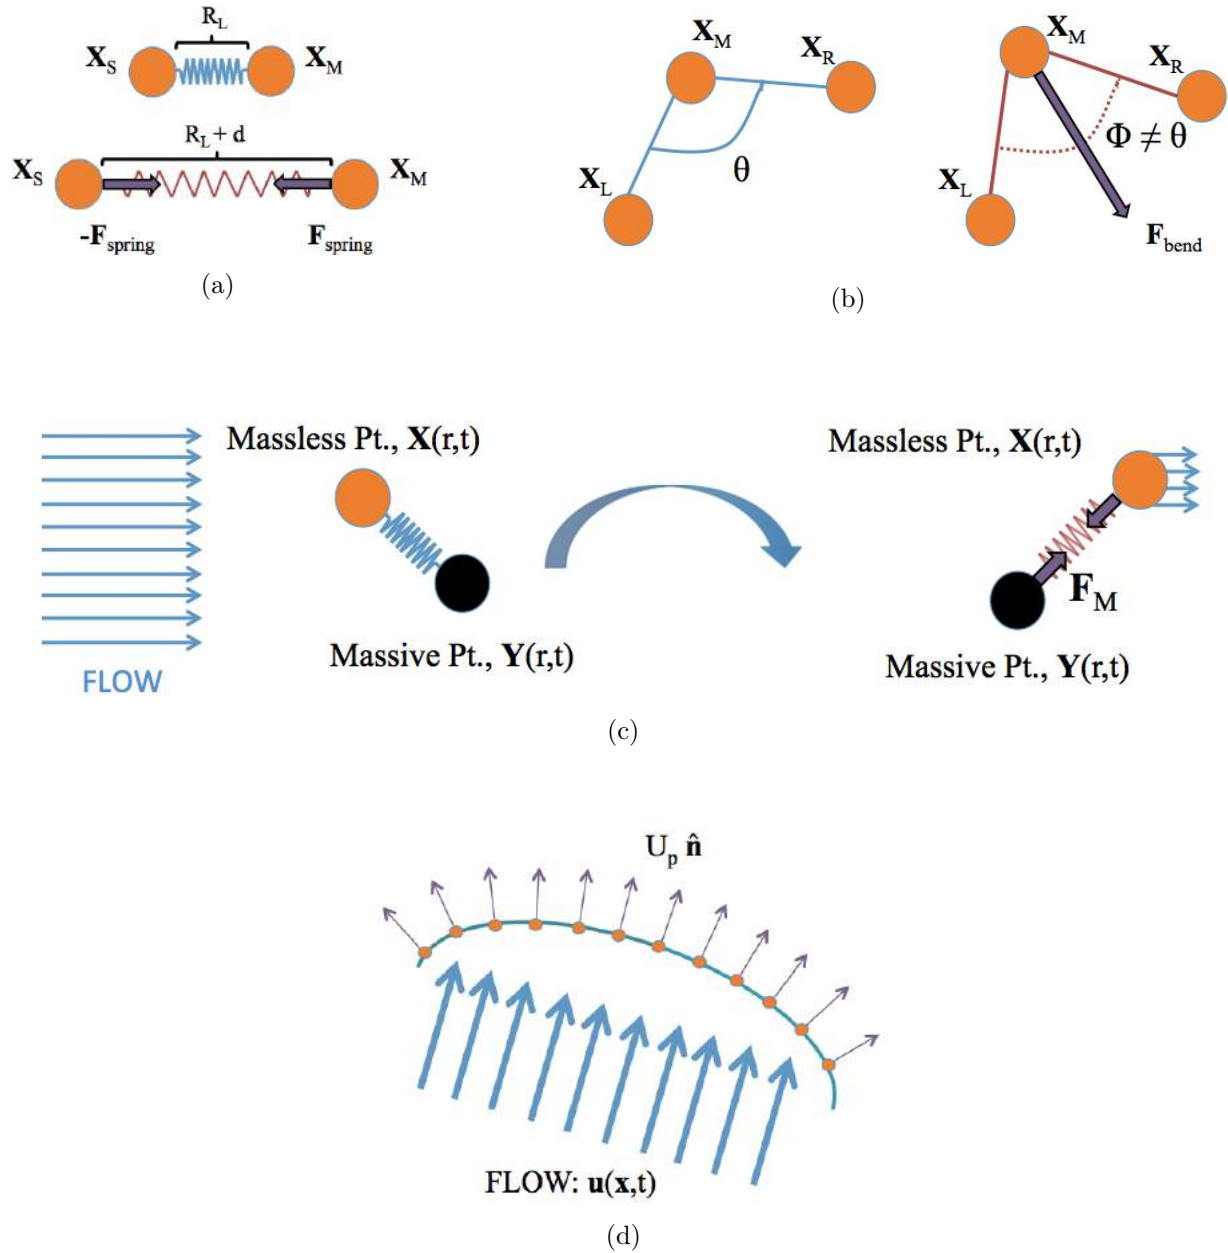 R_L
X_S X_M
R_L + d
X_S X_M
-F_spring F_spring
(a)
X_M
X_R
θ
X_L
X_M
X_R
Φ ≠ θ
X_L
F_bend
(b)
Massless Pt., X(r,t)
Massive Pt., Y(r,t)
FLOW
Massless Pt., X(r,t)
F_M
Massive Pt., Y(r,t)
(c)
U_p n̂
FLOW: u(x,t)
(d)